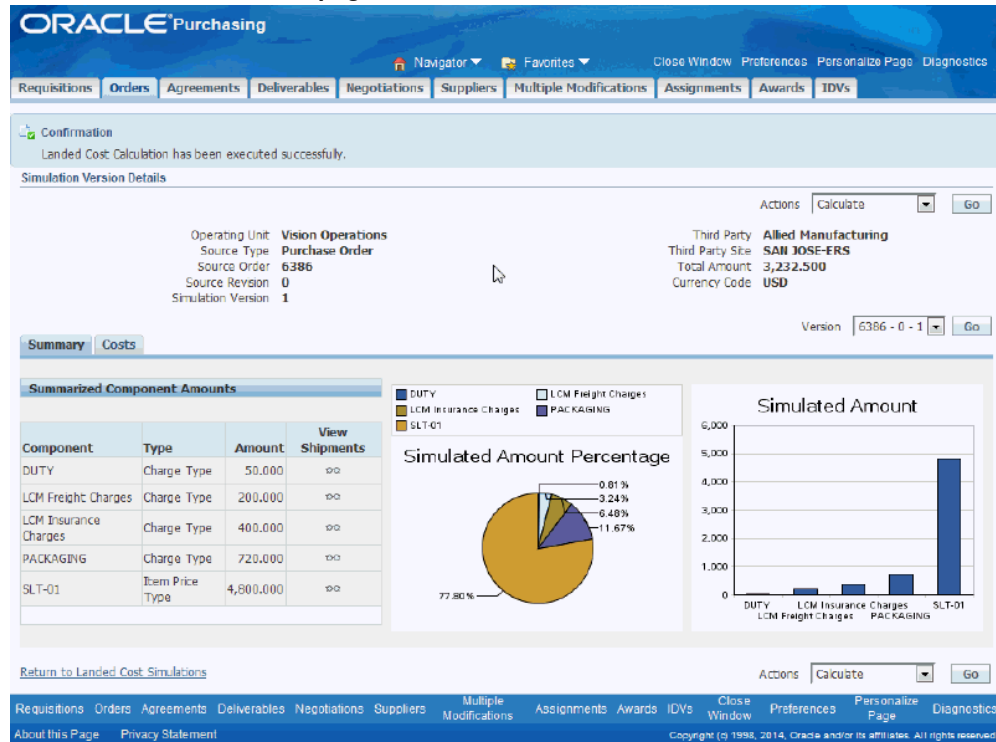 ORACLE Purchasing
Navigator Favorites Close Window Preferences Personalize Page Diagnostics
Requisitions Orders Agreements Deliverables Negotiations Suppliers Multiple Modifications Assignments Awards IDVs
Confirmation
Landed Cost Calculation has been executed successfully.
Simulation Version Details
Actions Calculate Go
Operating Unit Vision Operations Third Party Allied Manufacturing
Source Type Purchase Order Third Party Site SAN JOSE-ERS
Source Order 6386 Total Amount 3,232.500
Source Revision 0 Currency Code USD
Simulation Version 1
Version 6386 - 0 - 1 Go
Summary Costs
Summarized Component Amounts
Component Type Amount View Shipments
DUTY Charge Type 50.000
LCM Freight Charges Charge Type 200.000
LCM Insurance Charges Charge Type 400.000
PACKAGING Charge Type 720.000
SLT-01 Item Price Type 4,800.000
DUTY LCM Freight Charges
LCM Insurance Charges PACKAGING
SLT-01
Simulated Amount Percentage
0.81%
3.24%
6.48%
11.67%
77.80%
Simulated Amount
6,000
5,000
4,000
3,000
2,000
1,000
0
DUTY LCM Insurance Charges SLT-01
LCM Freight Charges PACKAGING
Return to Landed Cost Simulations Actions Calculate Go
Requisitions Orders Agreements Deliverables Negotiations Suppliers Multiple Modifications Assignments Awards IDVs Close Window Preferences Personalize Page Diagnostics
About this Page Privacy Statement Copyright (c) 1998, 2014, Oracle and/or its affiliates. All rights reserved